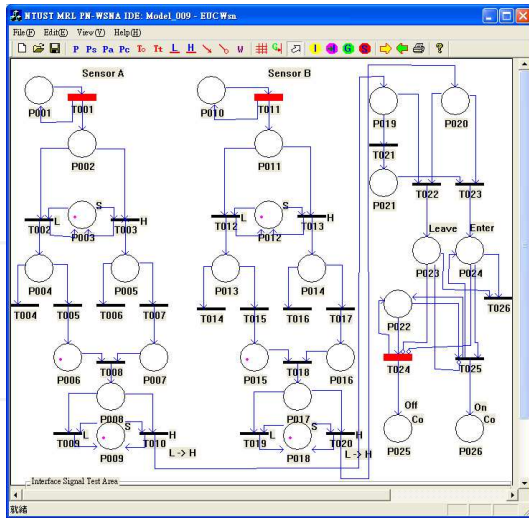 NTUST MRL PN-WSNA IDE: Model_009 - EUCWsn
File(F) Edit(E) View(Y) Help(H)
P Ps Pa Pc To Tt L H W G I G N ?
Sensor A Sensor B
P001 T001 P010 T011 P019 P020
P002 P011 T021
P021 T022 T023
T002 L P003 S T003 H T012 L P012 S T013 H
Leave Enter
P004 P005 P013 P014 P023 P024
T004 T005 T006 T007 T014 T015 T016 T017 T026
P022
P006 T008 P007 P015 T018 P016 T024 T025
P008 P017
Off On
T009 L P009 S T010 H T019 L P018 S T020 H Co Co
L -> H L -> H P025 P026
Interface Signal Test Area
就緒